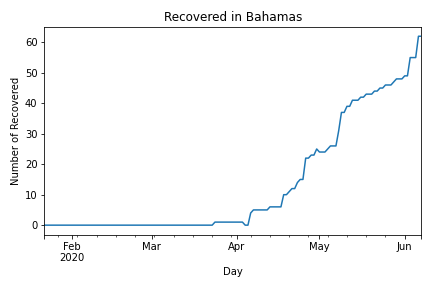 Recovered in Bahamas
Number of Recovered
60
50
40
30
20
10
0
Feb
2020
Mar
Apr
May
Jun
Day